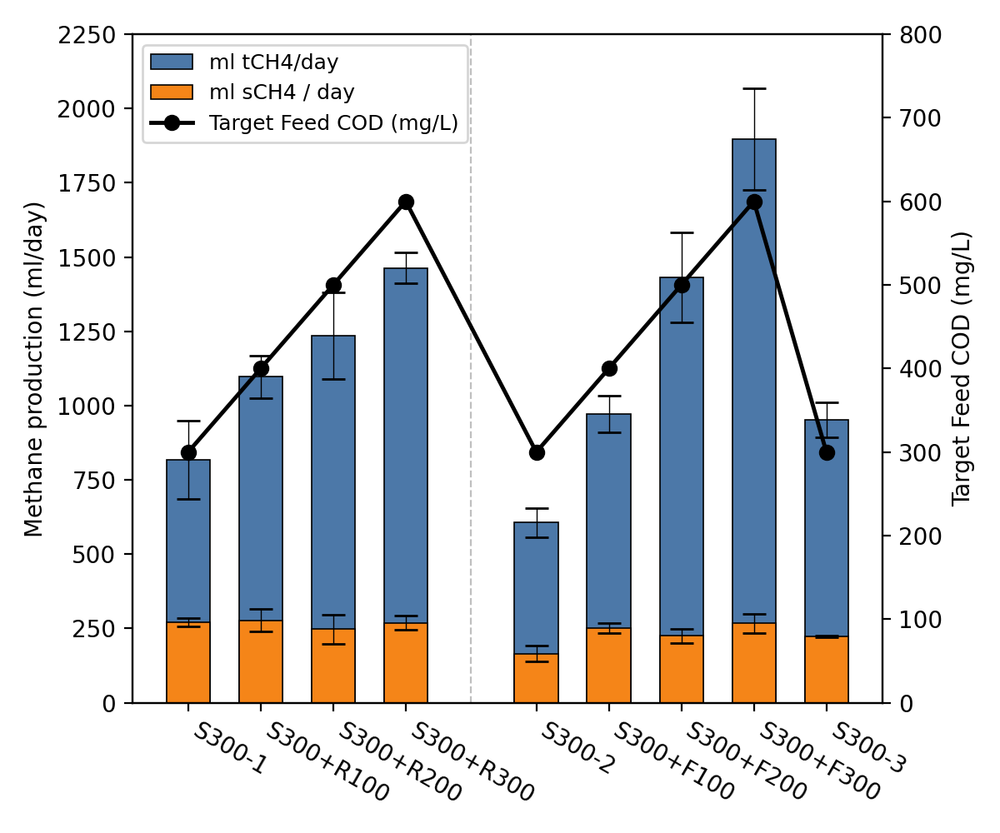 ml tCH4/day
ml sCH4 / day
Target Feed COD (mg/L)
Methane production (ml/day)
2250
2000
1750
1500
1250
1000
750
500
250
0
Target Feed COD (mg/L)
800
700
600
500
400
300
200
100
0
S300-1
S300+R100
S300+R200
S300+R300
S300-2
S300+F100
S300+F200
S300+F300
S300-3